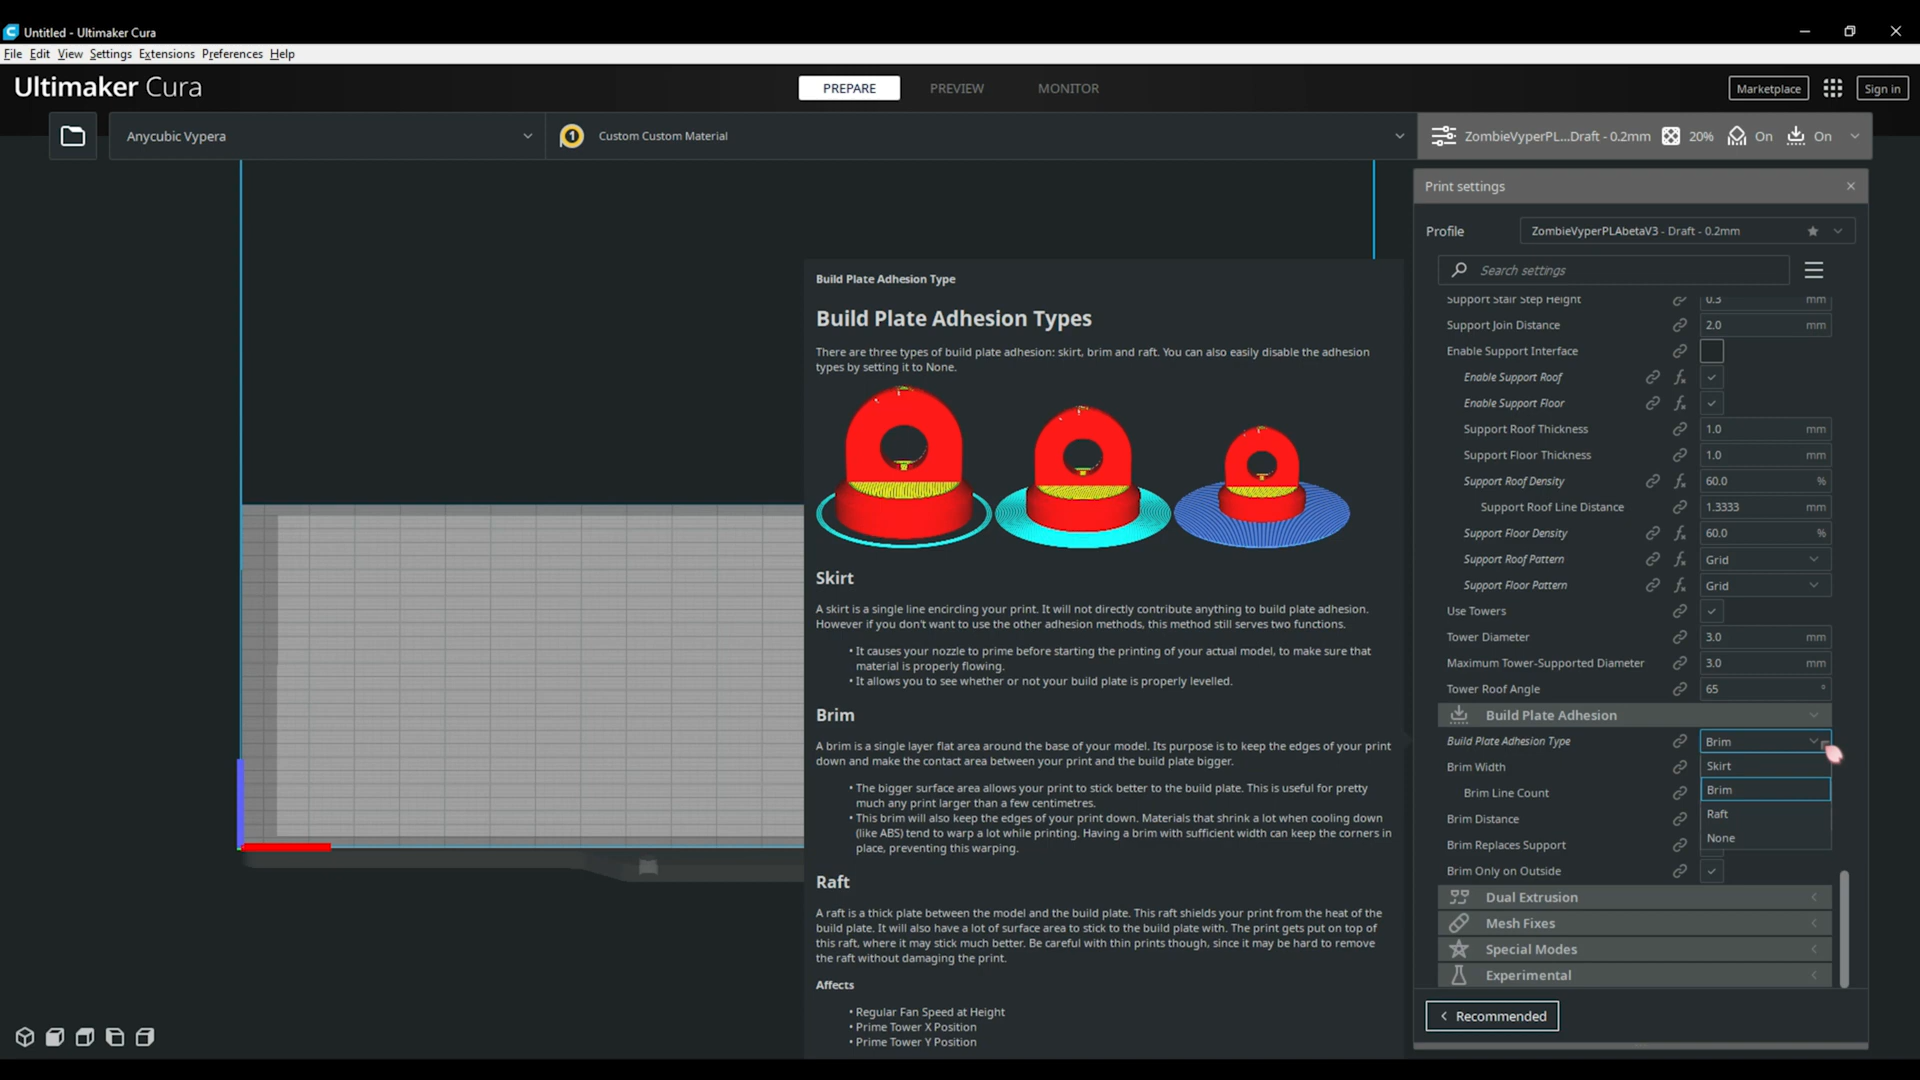 Untitled - Ultimaker Cura
File Edit View Settings Extensions Preferences Help
Ultimaker Cura
PREPARE
PREVIEW
MONITOR
Marketplace
Sign in
Anycubic Vypera
1
Custom Custom Material
ZombieVyperPL...Draft - 0.2mm
20%
On
On
Print settings
Profile
ZombieVyperPLAbetaV3 - Draft - 0.2mm
Search settings
Support Stair Step Height 0.3 mm
Support Join Distance 2.0 mm
Enable Support Interface
Enable Support Roof
Enable Support Floor
Support Roof Thickness 1.0 mm
Support Floor Thickness 1.0 mm
Support Roof Density 60.0 %
Support Roof Line Distance 1.3333 mm
Support Floor Density 60.0 %
Support Roof Pattern Grid
Support Floor Pattern Grid
Use Towers
Tower Diameter 3.0 mm
Maximum Tower-Supported Diameter 3.0 mm
Tower Roof Angle 65 °
Build Plate Adhesion
Build Plate Adhesion Type Brim
Skirt
Brim
Raft
None
Brim Width
Brim Line Count
Brim Distance
Brim Replaces Support
Brim Only on Outside
Dual Extrusion
Mesh Fixes
Special Modes
Experimental
Recommended
Build Plate Adhesion Type
Build Plate Adhesion Types
There are three types of build plate adhesion: skirt, brim and raft. You can also easily disable the adhesion
types by setting it to None.
Skirt
A skirt is a single line encircling your print. It will not directly contribute anything to build plate adhesion.
However if you don't want to use the other adhesion methods, this method still serves two functions.
• It causes your nozzle to prime before starting the printing of your actual model, to make sure that
material is properly flowing.
• It allows you to see whether or not your build plate is properly levelled.
Brim
A brim is a single layer flat area around the base of your model. Its purpose is to keep the edges of your print
down and make the contact area between your print and the build plate bigger.
• The bigger surface area allows your print to stick better to the build plate. This is useful for pretty
much any print larger than a few centimetres.
• This brim will also keep the edges of your print down. Materials that shrink a lot when cooling down
(like ABS) tend to warp a lot while printing. Having a brim with sufficient width can keep the corners in
place, preventing this warping.
Raft
A raft is a thick plate between the model and the build plate. This raft shields your print from the heat of the
build plate. It will also have a lot of surface area to stick to the build plate with. The print gets put on top of
this raft, where it may stick much better. Be careful with thin prints though, since it may be hard to remove
the raft without damaging the print.
Affects
• Regular Fan Speed at Height
• Prime Tower X Position
• Prime Tower Y Position